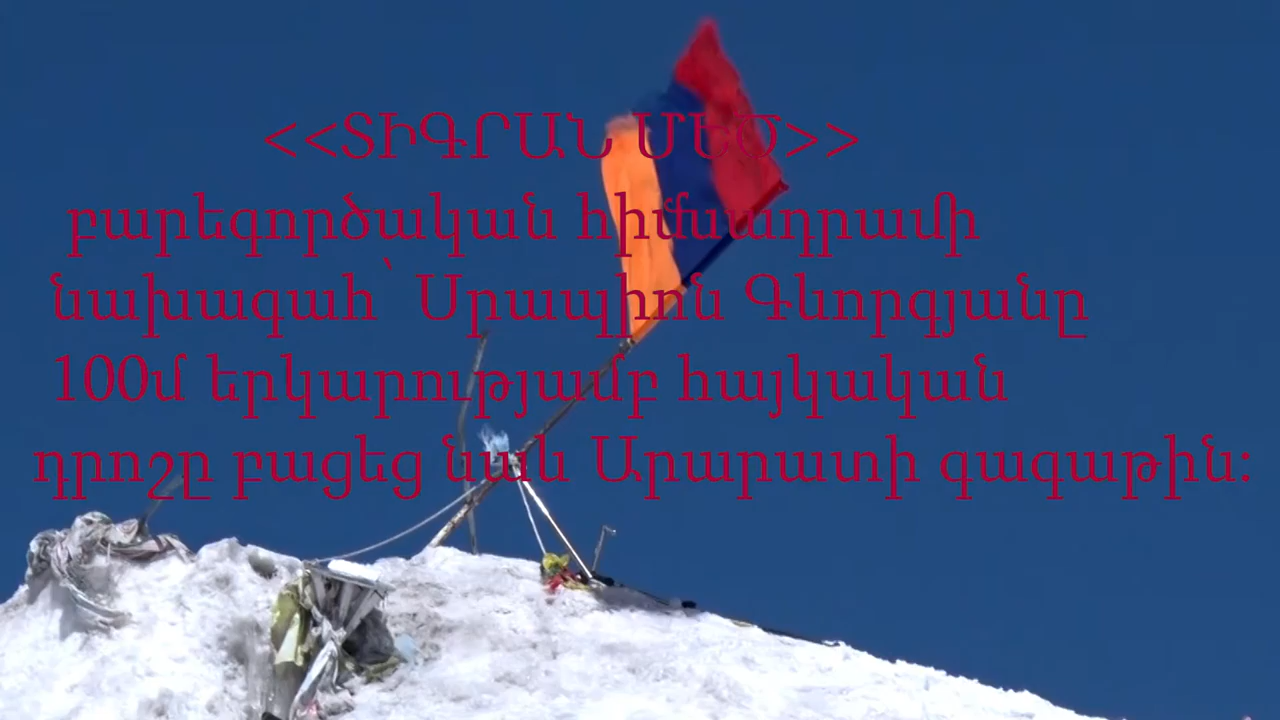 <<ՏԻԳՐԱՆ ՄԵԾ>>
բարեգործական հիմնադրամի
նախագահ՝ Սրապիոն Գևորգյանը
100մ երկարությամբ հայկական
դրոշը բացեց նաև Արարատի գագաթին: